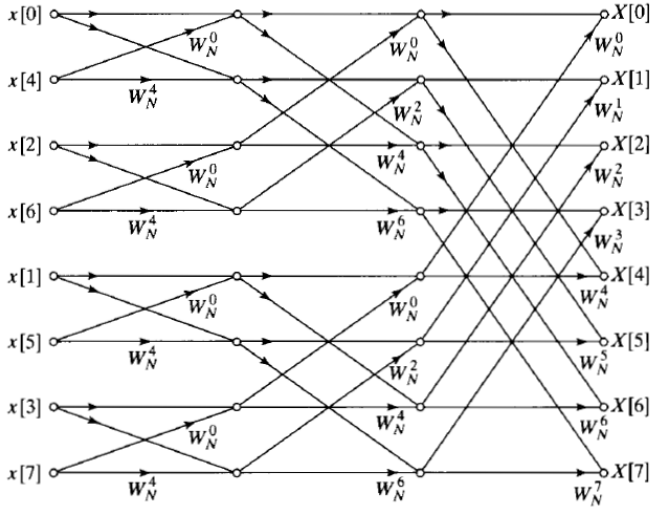 x[0] X[0]
W_N^0 W_N^0 W_N^0
x[4] X[1]
W_N^4 W_N^2 W_N^1
x[2] W_N^4 X[2]
W_N^0 W_N^2
x[6] X[3]
W_N^4 W_N^6 W_N^3
x[1] X[4]
W_N^0 W_N^0 W_N^4
x[5] X[5]
W_N^4 W_N^2 W_N^5
x[3] W_N^4 X[6]
W_N^0 W_N^6
x[7] X[7]
W_N^4 W_N^6 W_N^7